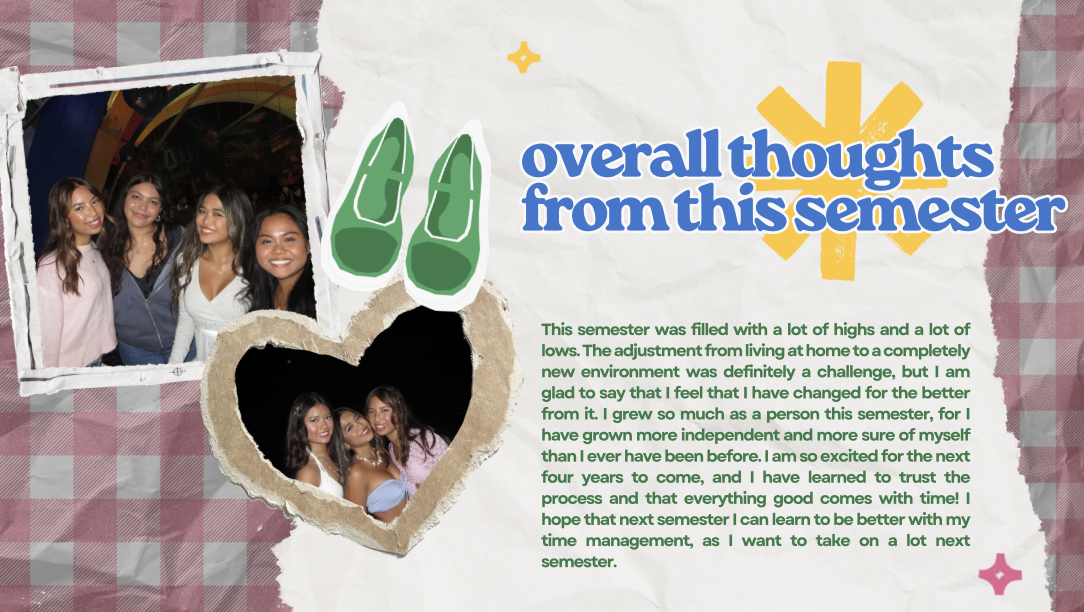 overall thoughts
from this semester
This semester was filled with a lot of highs and a lot of
lows. The adjustment from living at home to a completely
new environment was definitely a challenge, but I am
glad to say that I feel that I have changed for the better
from it. I grew so much as a person this semester, for I
have grown more independent and more sure of myself
than I ever have been before. I am so excited for the next
four years to come, and I have learned to trust the
process and that everything good comes with time! I
hope that next semester I can learn to be better with my
time management, as I want to take on a lot next
semester.